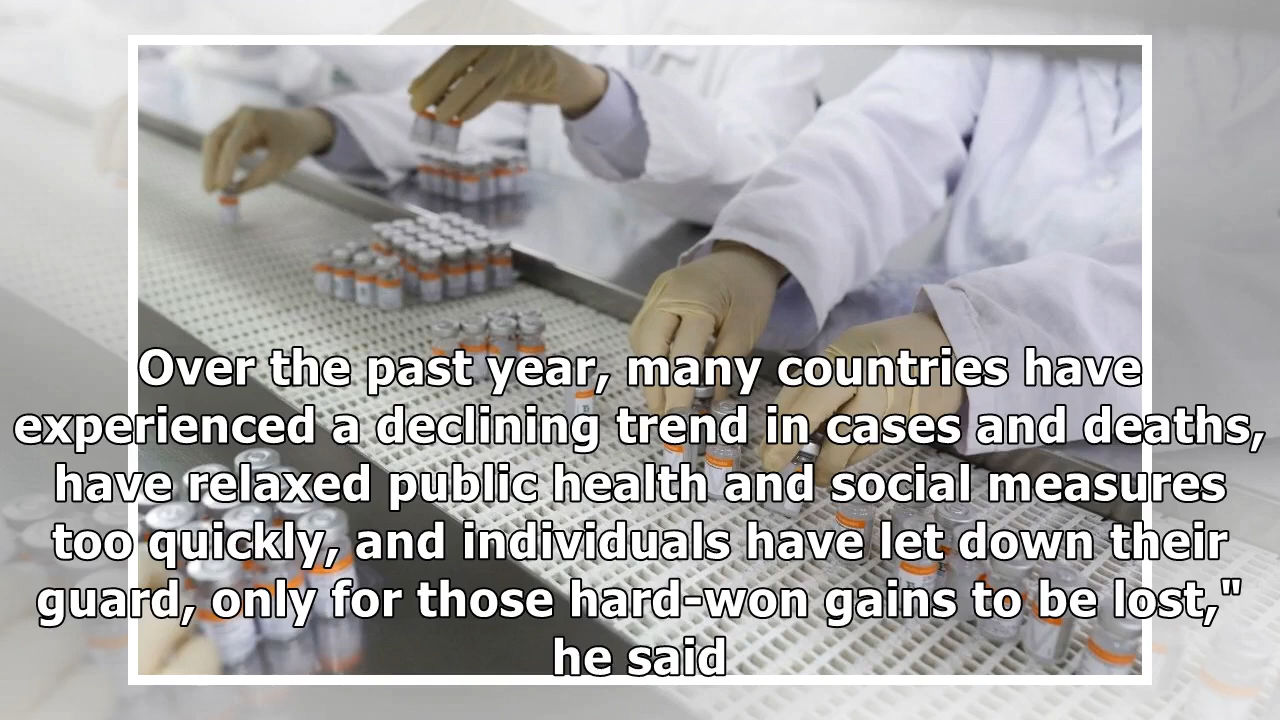 Over the past year, many countries have
experienced a declining trend in cases and deaths,
have relaxed public health and social measures
too quickly, and individuals have let down their
guard, only for those hard-won gains to be lost,"
he said